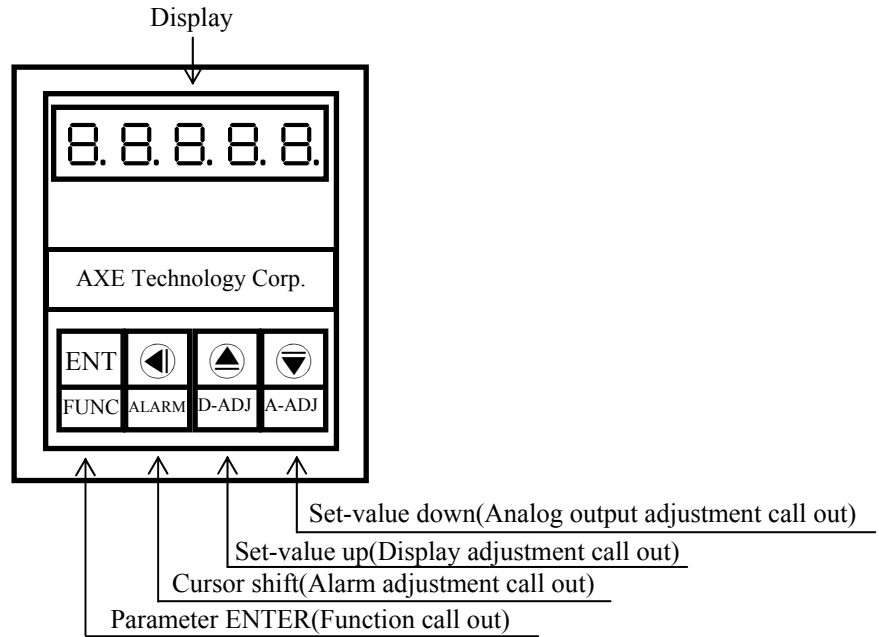 Display
8.8.8.8.8.
AXE Technology Corp.
ENT
FUNC ALARM D-ADJ A-ADJ
Set-value down(Analog output adjustment call out)
Set-value up(Display adjustment call out)
Cursor shift(Alarm adjustment call out)
Parameter ENTER(Function call out)